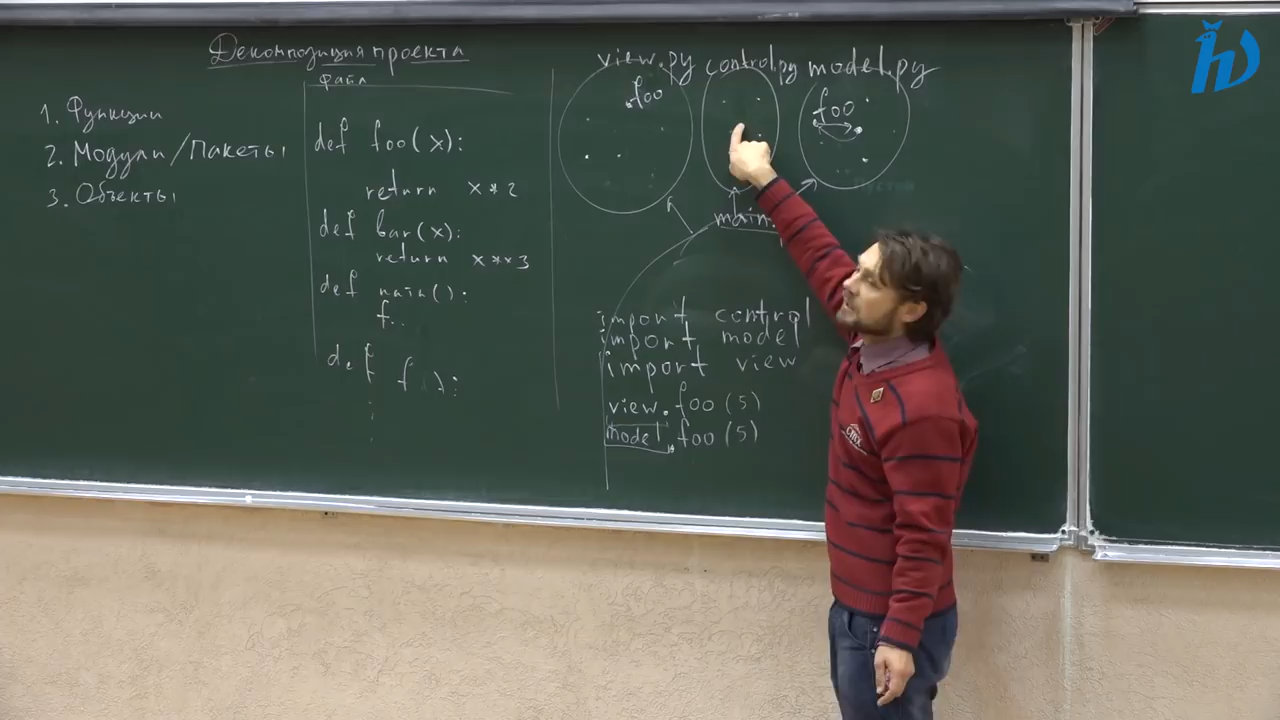 Декомпозиция проекта
1. Функции
2. Модули/пакеты
3. Объекты
файл
def foo(x):
return x**2
def bar(x):
return x**3
def main():
f..
def f( ):
view.py control.py model.py
foo
foo
main.
import control
import model
import view
view.foo(5)
model.foo(5)